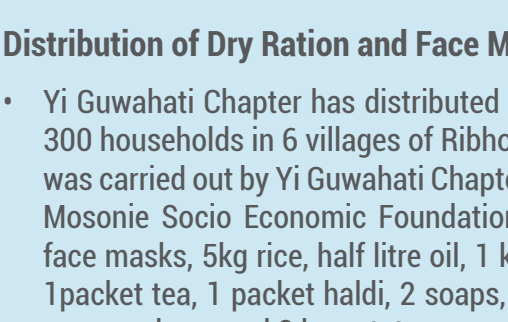 Distribution of Dry Ration and Face
• Yi Guwahati Chapter has distributed
300 households in 6 villages of
was carried out by Yi Guwahati
Mosonie Socio Economic Foundation
face masks, 5kg rice, half litre oil, 1
1packet tea, 1 packet haldi, 2 soaps,